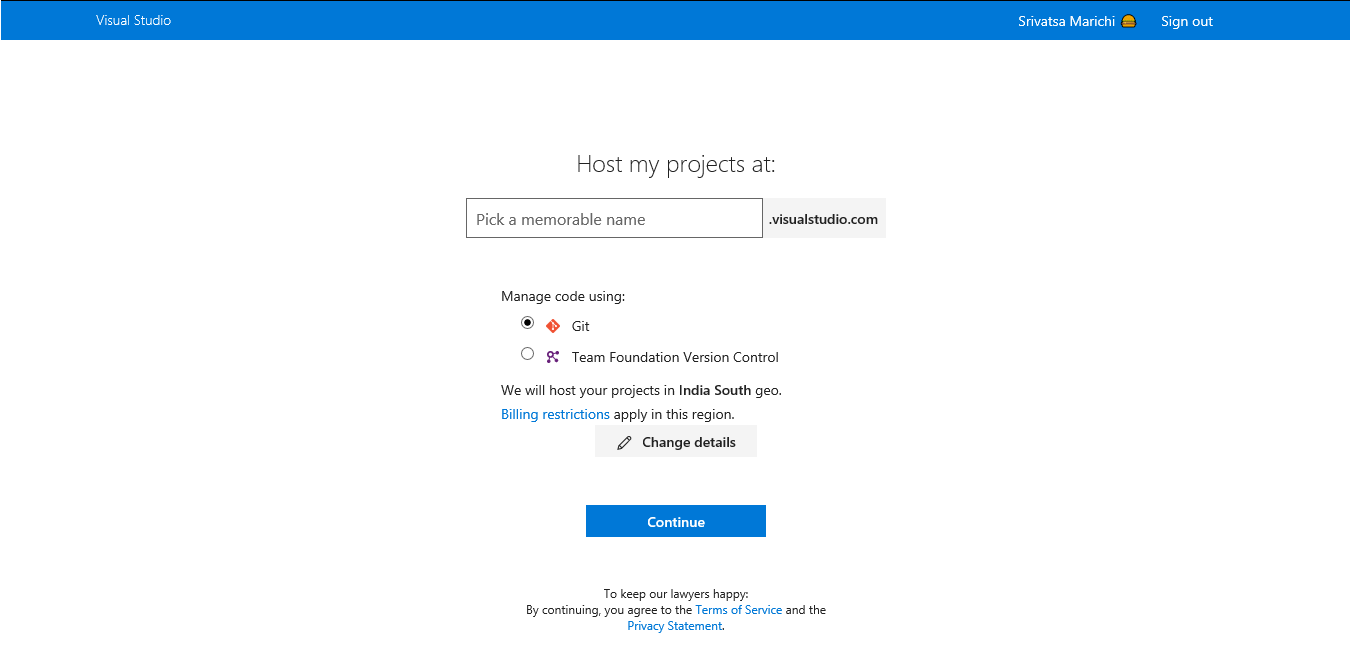 Visual Studio
Srivatsa Marichi
Sign out
Host my projects at:
Pick a memorable name
.visualstudio.com
Manage code using:
Git
Team Foundation Version Control
We will host your projects in India South geo.
Billing restrictions apply in this region.
Change details
Continue
To keep our lawyers happy:
By continuing, you agree to the Terms of Service and the
Privacy Statement.